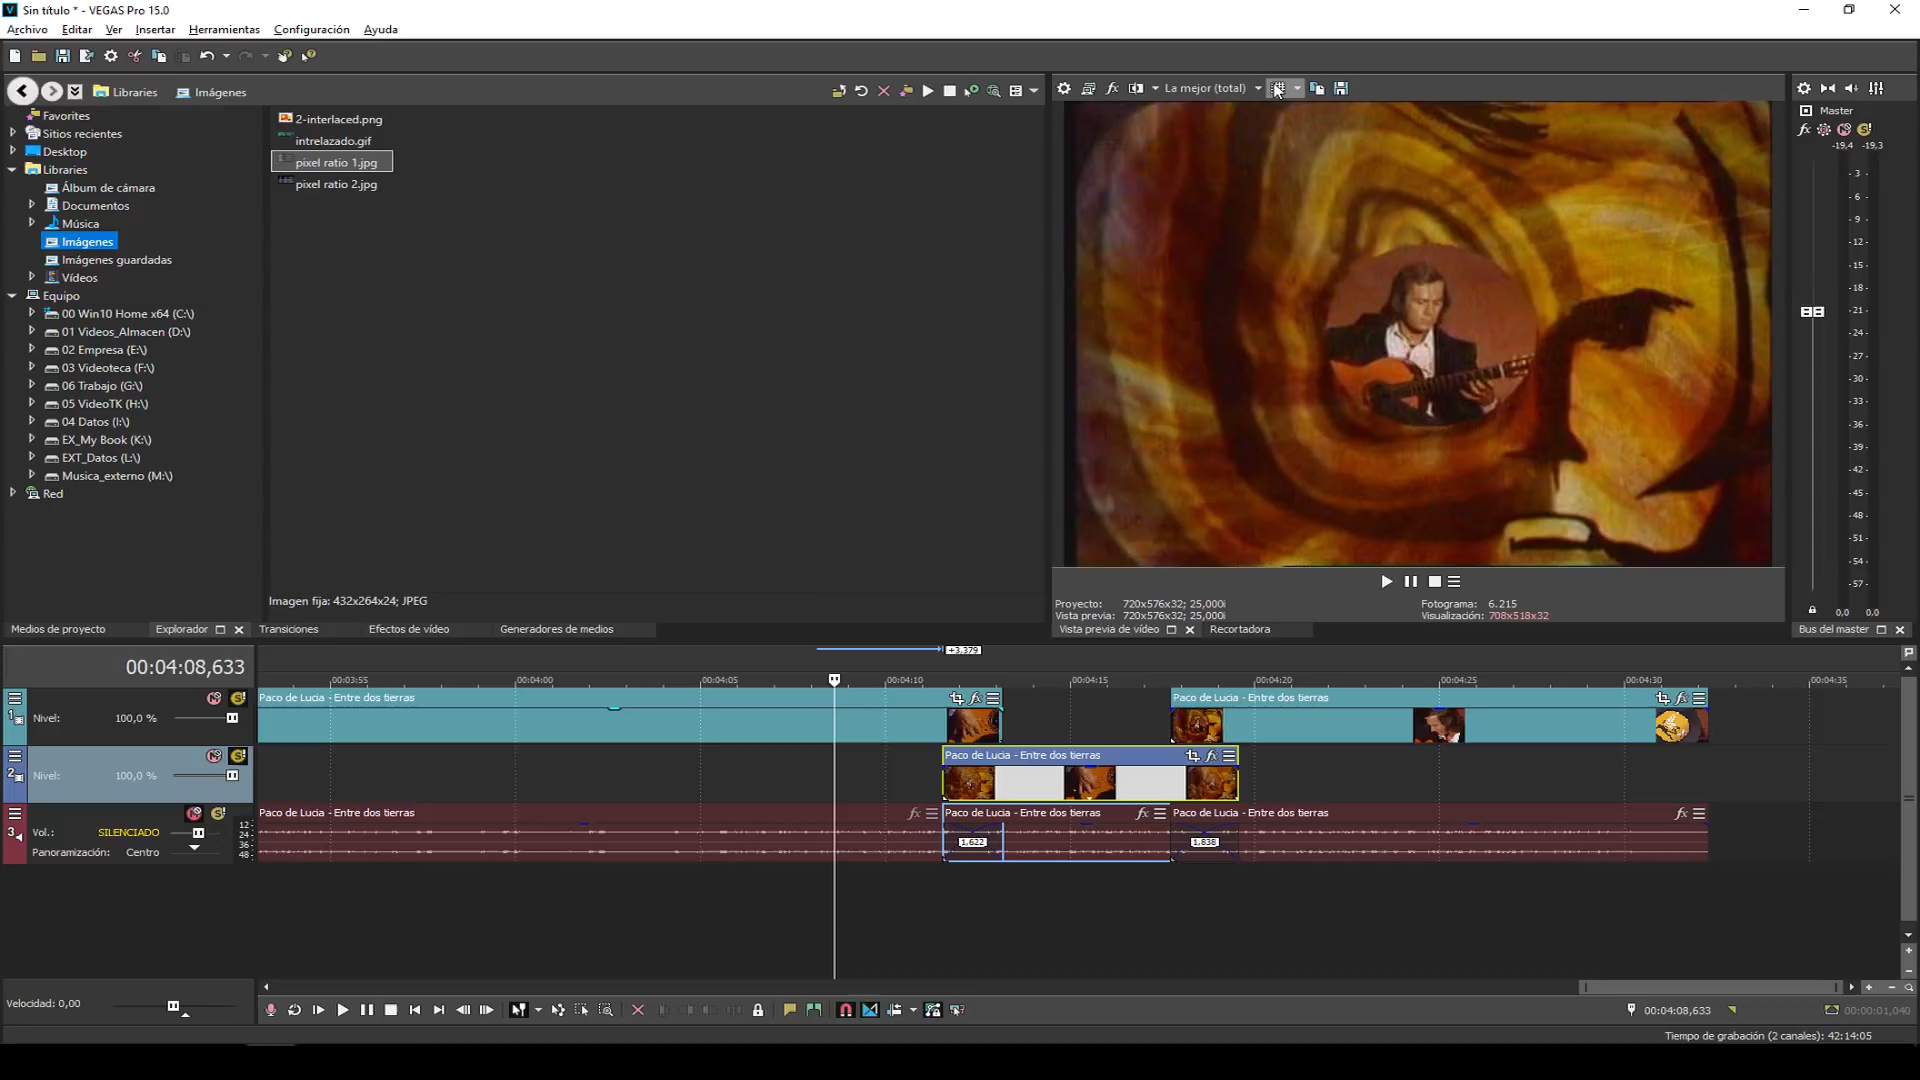 Sin título * - VEGAS Pro 15.0
Archivo Editar Ver Insertar Herramientas Configuración Ayuda
Libraries Imágenes
Favorites
Sitios recientes
Desktop
Libraries
Álbum de cámara
Documentos
Música
Imágenes
Imágenes guardadas
Vídeos
Equipo
00 Win10 Home x64 (C:\)
01 Videos_Almacen (D:\)
02 Empresa (E:\)
03 Videoteca (F:\)
06 Trabajo (G:\)
05 VideoTK (H:\)
04 Datos (I:\)
EX_My Book (K:\)
EXT_Datos (L:\)
Musica_externo (M:\)
Red
2-interlaced.png
intrelazado.gif
pixel ratio 1.jpg
pixel ratio 2.jpg
Imagen fija: 432x264x24; JPEG
Medios de proyecto Explorador Transiciones Efectos de vídeo Generadores de medios
La mejor (total)
Proyecto: 720x576x32; 25,000i
Vista previa: 720x576x32; 25,000i
Fotograma: 6.215
Visualización: 708x518x32
Vista previa de vídeo Recortadora
Master
-19,4 -19,3
- 3 -
- 6 -
- 9 -
- 12 -
- 15 -
- 18 -
- 21 -
- 24 -
- 27 -
- 30 -
- 33 -
- 36 -
- 39 -
- 42 -
- 45 -
- 48 -
- 51 -
- 54 -
- 57 -
0,0 0,0
Bus del master
00:04:08,633
+3,379
00:03:55 00:04:00 00:04:05 00:04:10 00:04:15 00:04:20 00:04:25 00:04:30 00:04:35
1 Nivel: 100,0 %
Paco de Lucia - Entre dos tierras Paco de Lucia - Entre dos tierras
2 Nivel: 100,0 %
Paco de Lucia - Entre dos tierras
3 Vol.: SILENCIADO
Panoramización: Centro
12 -
24 -
36 -
48 -
Paco de Lucia - Entre dos tierras Paco de Lucia - Entre dos tierras Paco de Lucia - Entre dos tierras
1,622 1,838
Velocidad: 0,00
00:04:08,633 00:00:01,040
Tiempo de grabación (2 canales): 42:14:05